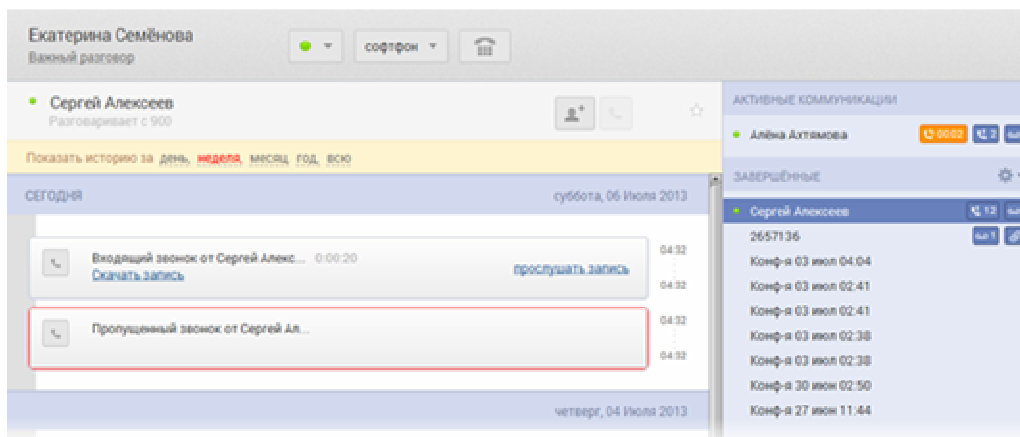 Екатерина Семёнова
Важный разговор
софтфон
Сергей Алексеев
Разговаривает с 900
Показать историю за день, неделя, месяц, год, всю
СЕГОДНЯ
суббота, 06 Июля 2013
Входящий звонок от Сергей Алекс... 0:00:20
Скачать запись
прослушать запись
04:32
04:32
Пропущенный звонок от Сергей Ал...
04:32
04:32
четверг, 04 Июля 2013
АКТИВНЫЕ КОММУНИКАЦИИ
Алёна Ахтямова
00:02
2
ЗАВЕРШЁННЫЕ
Сергей Алексеев
12
2657136
1
Конф-я 03 июл 04:04
Конф-я 03 июл 02:41
Конф-я 03 июл 02:41
Конф-я 03 июл 02:38
Конф-я 03 июл 02:38
Конф-я 30 июн 02:50
Конф-я 27 июн 11:44